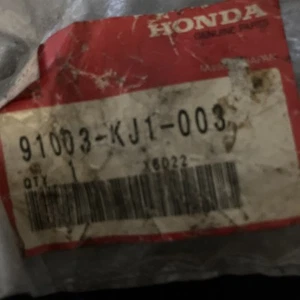 HONDA
GENUINE PARTS
91003-KJ1-003
QTY. 1 X6022